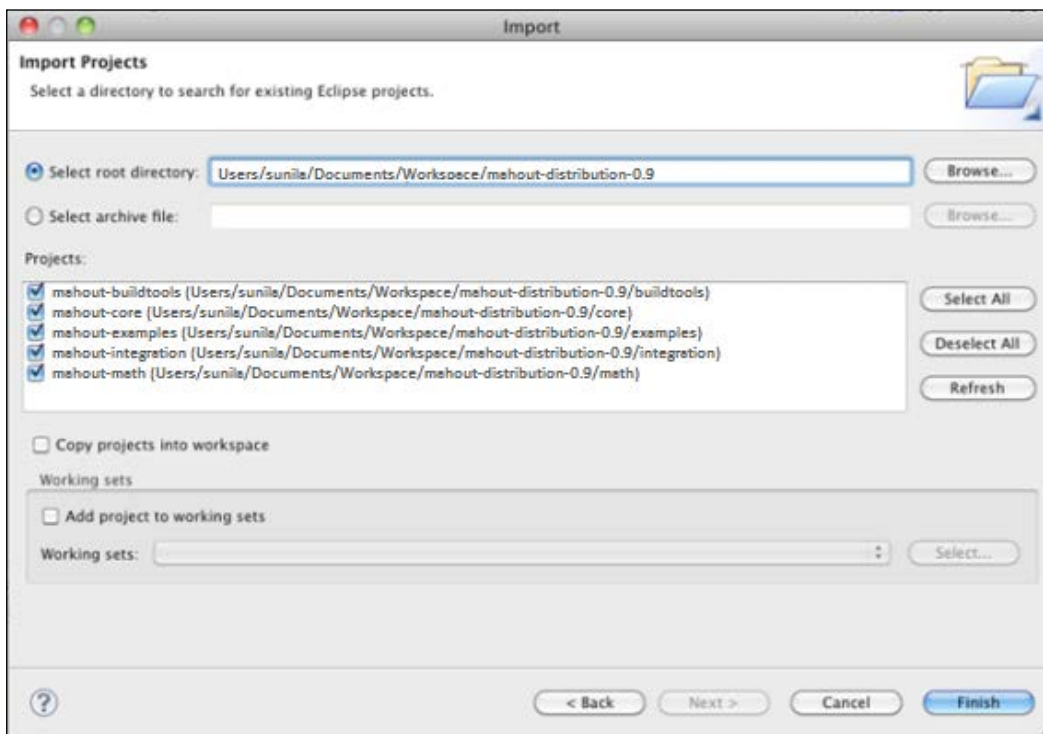 Import
Import Projects
Select a directory to search for existing Eclipse projects.
Select root directory: Users/sunila/Documents/Workspace/mahout-distribution-0.9 Browse...
Select archive file: Browse...
Projects:
mahout-buildtools (Users/sunila/Documents/Workspace/mahout-distribution-0.9/buildtools)
mahout-core (Users/sunila/Documents/Workspace/mahout-distribution-0.9/core)
mahout-examples (Users/sunila/Documents/Workspace/mahout-distribution-0.9/examples)
mahout-integration (Users/sunila/Documents/Workspace/mahout-distribution-0.9/integration)
mahout-math (Users/sunila/Documents/Workspace/mahout-distribution-0.9/math)
Select All
Deselect All
Refresh
Copy projects into workspace
Working sets
Add project to working sets
Working sets: Select...
? < Back Next > Cancel Finish